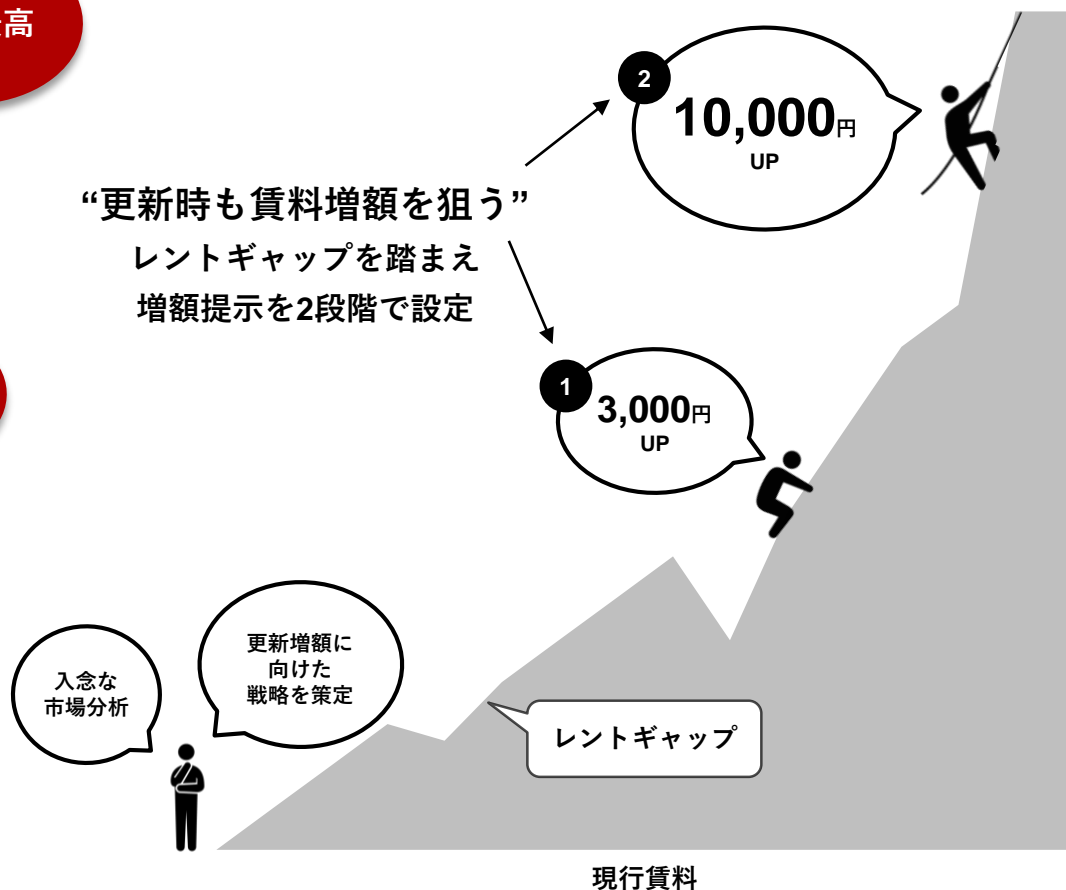 高
2
10,000円
UP
“更新時も賃料増額を狙う”
レントギャップを踏まえ
増額提示を2段階で設定
1
3,000円
UP
更新増額に
向けた
戦略を策定
入念な
市場分析
レントギャップ
現行賃料